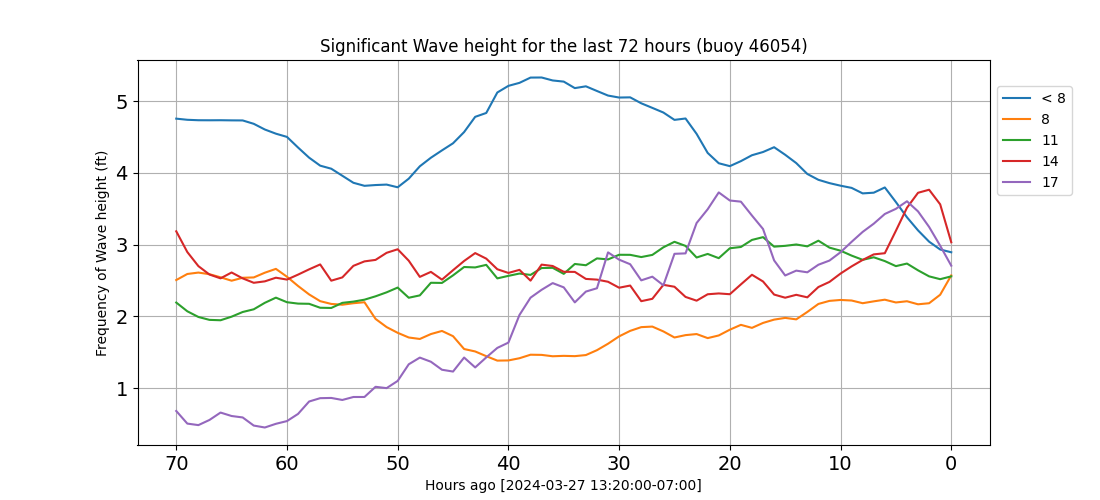 Significant Wave height for the last 72 hours (buoy 46054)
Frequency of Wave height (ft)
5
4
3
2
1
70 60 50 40 30 20 10 0
Hours ago [2024-03-27 13:20:00-07:00]
< 8
8
11
14
17